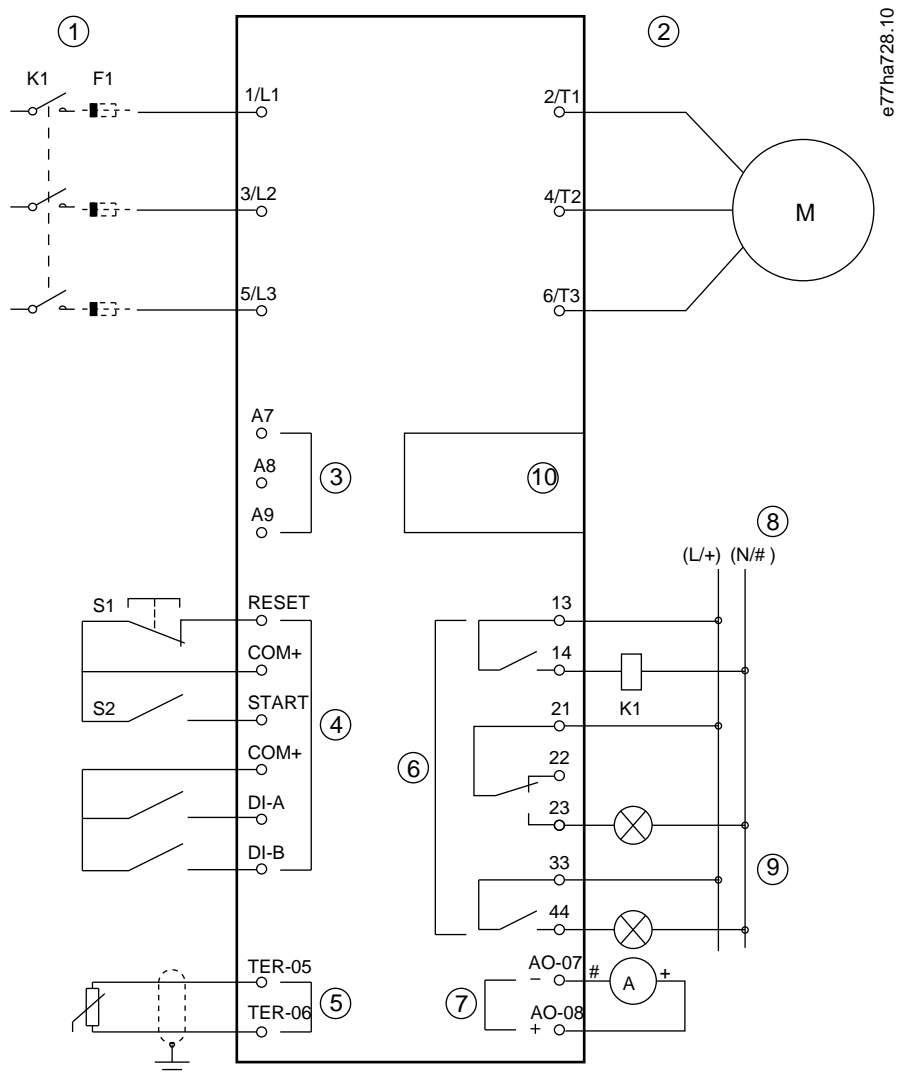 1
2
e77ha728.10
K1 F1
1/L1
2/T1
3/L2
4/T2
M
5/L3
6/T3
A7
A8
3
10
A9
8
(L/+) (N/# )
S1
RESET
13
COM+
14
S2
START
K1
4
21
COM+
6
22
DI-A
23
DI-B
33
9
44
TER-05
AO-07
−
#
A
+
5
7
TER-06
AO-08
+